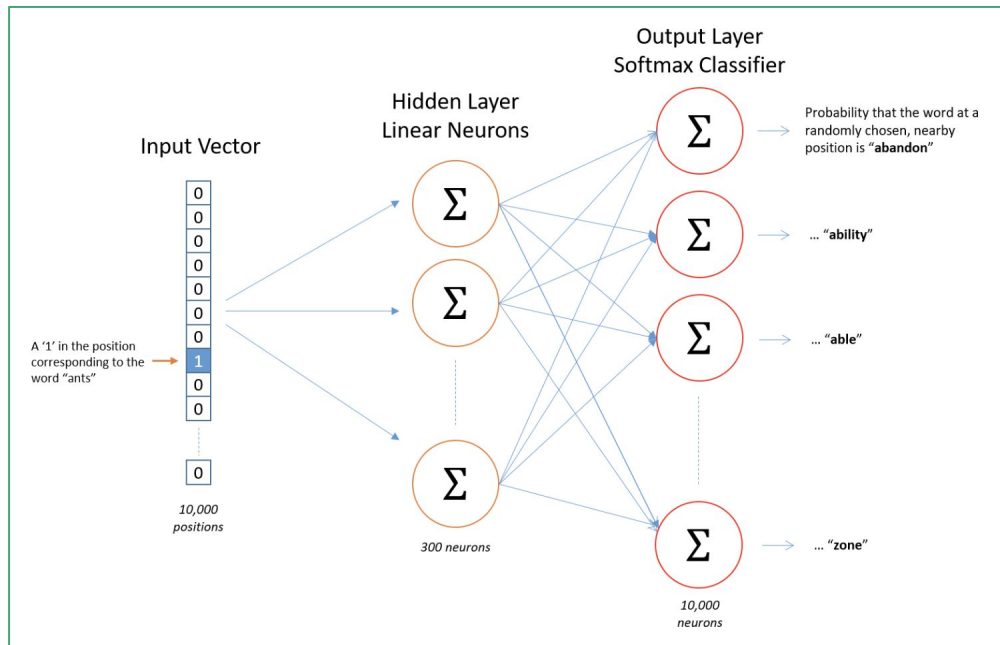 Output Layer
Softmax Classifier
Hidden Layer
Linear Neurons
Input Vector
0
0
0
0
0
0
0
1
0
0
0
A ‘1’ in the position
corresponding to the
word “ants”
10,000
positions
Σ
Σ
Σ
300 neurons
Σ
Σ
Σ
Σ
10,000
neurons
Probability that the word at a
randomly chosen, nearby
position is “abandon”
... “ability”
... “able”
... “zone”